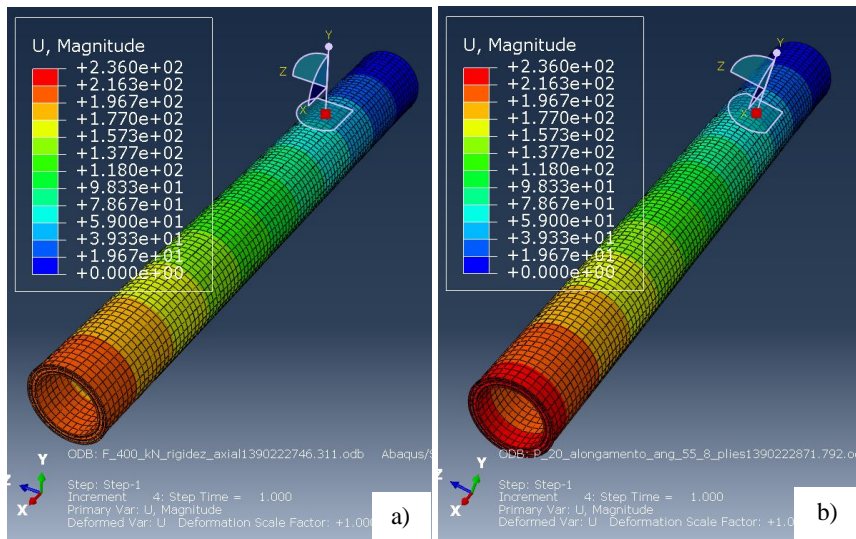 U, Magnitude
+2.360e+02
+2.163e+02
+1.967e+02
+1.770e+02
+1.573e+02
+1.377e+02
+1.180e+02
+9.833e+01
+7.867e+01
+5.900e+01
+3.933e+01
+1.967e+01
+0.000e+00
Y
Z
X
ODB: F_400_kN_rigidez_axial1390222746.311.odb Abaqus/S
Step: Step-1
Increment 4: Step Time = 1.000
Primary Var: U, Magnitude
Deformed Var: U Deformation Scale Factor: +1.000
Y
Z
X
a)
U, Magnitude
+2.360e+02
+2.163e+02
+1.967e+02
+1.770e+02
+1.573e+02
+1.377e+02
+1.180e+02
+9.833e+01
+7.867e+01
+5.900e+01
+3.933e+01
+1.967e+01
+0.000e+00
Y
Z
X
ODB: P_20_alongamento_ang_55_8_plies1390222871.792.o
Step: Step-1
Increment 4: Step Time = 1.000
Primary Var: U, Magnitude
Deformed Var: U Deformation Scale Factor: +1.0
Y
Z
X
b)